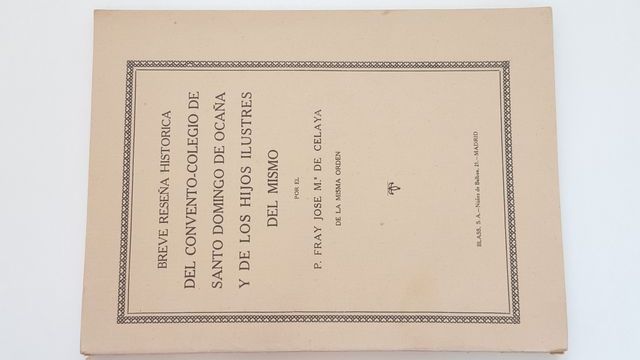 BREVE RESEÑA HISTORICA
DEL CONVENTO-COLEGIO DE
SANTO DOMINGO DE OCAÑA
Y DE LOS HIJOS ILUSTRES
DEL MISMO
POR EL
P. FRAY JOSE M.ª DE CELAYA
DE LA MISMA ORDEN
BLASS, S. A.—Núñez de Balboa, 21.—MADRID